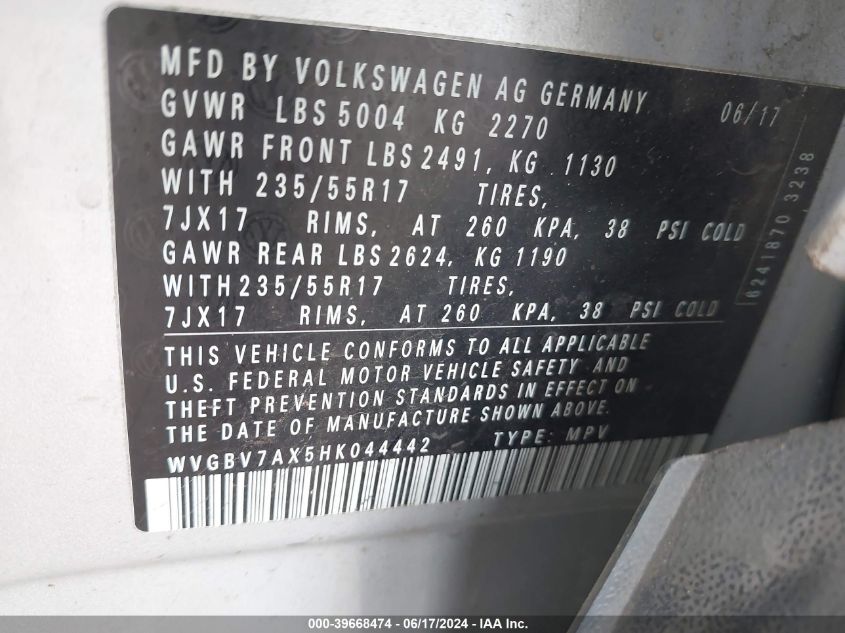 MFD BY VOLKSWAGEN AG GERMANY 06/17
GVWR LBS 5004 KG 2270
GAWR FRONT LBS 2491, KG 1130
WITH 235/55R17 TIRES,
7JX17 RIMS, AT 260 KPA, 38 PSI COLD
GAWR REAR LBS 2624, KG 1190
WITH 235/55R17 TIRES,
7JX17 RIMS, AT 260 KPA, 38 PSI COLD
THIS VEHICLE CONFORMS TO ALL APPLICABLE
U.S. FEDERAL MOTOR VEHICLE SAFETY AND
THEFT PREVENTION STANDARDS IN EFFECT ON
THE DATE OF MANUFACTURE SHOWN ABOVE.
WVGBV7AX5HK044442 TYPE: MPV
6241870 3238
000-39668474 - 06/17/2024 - IAA Inc.